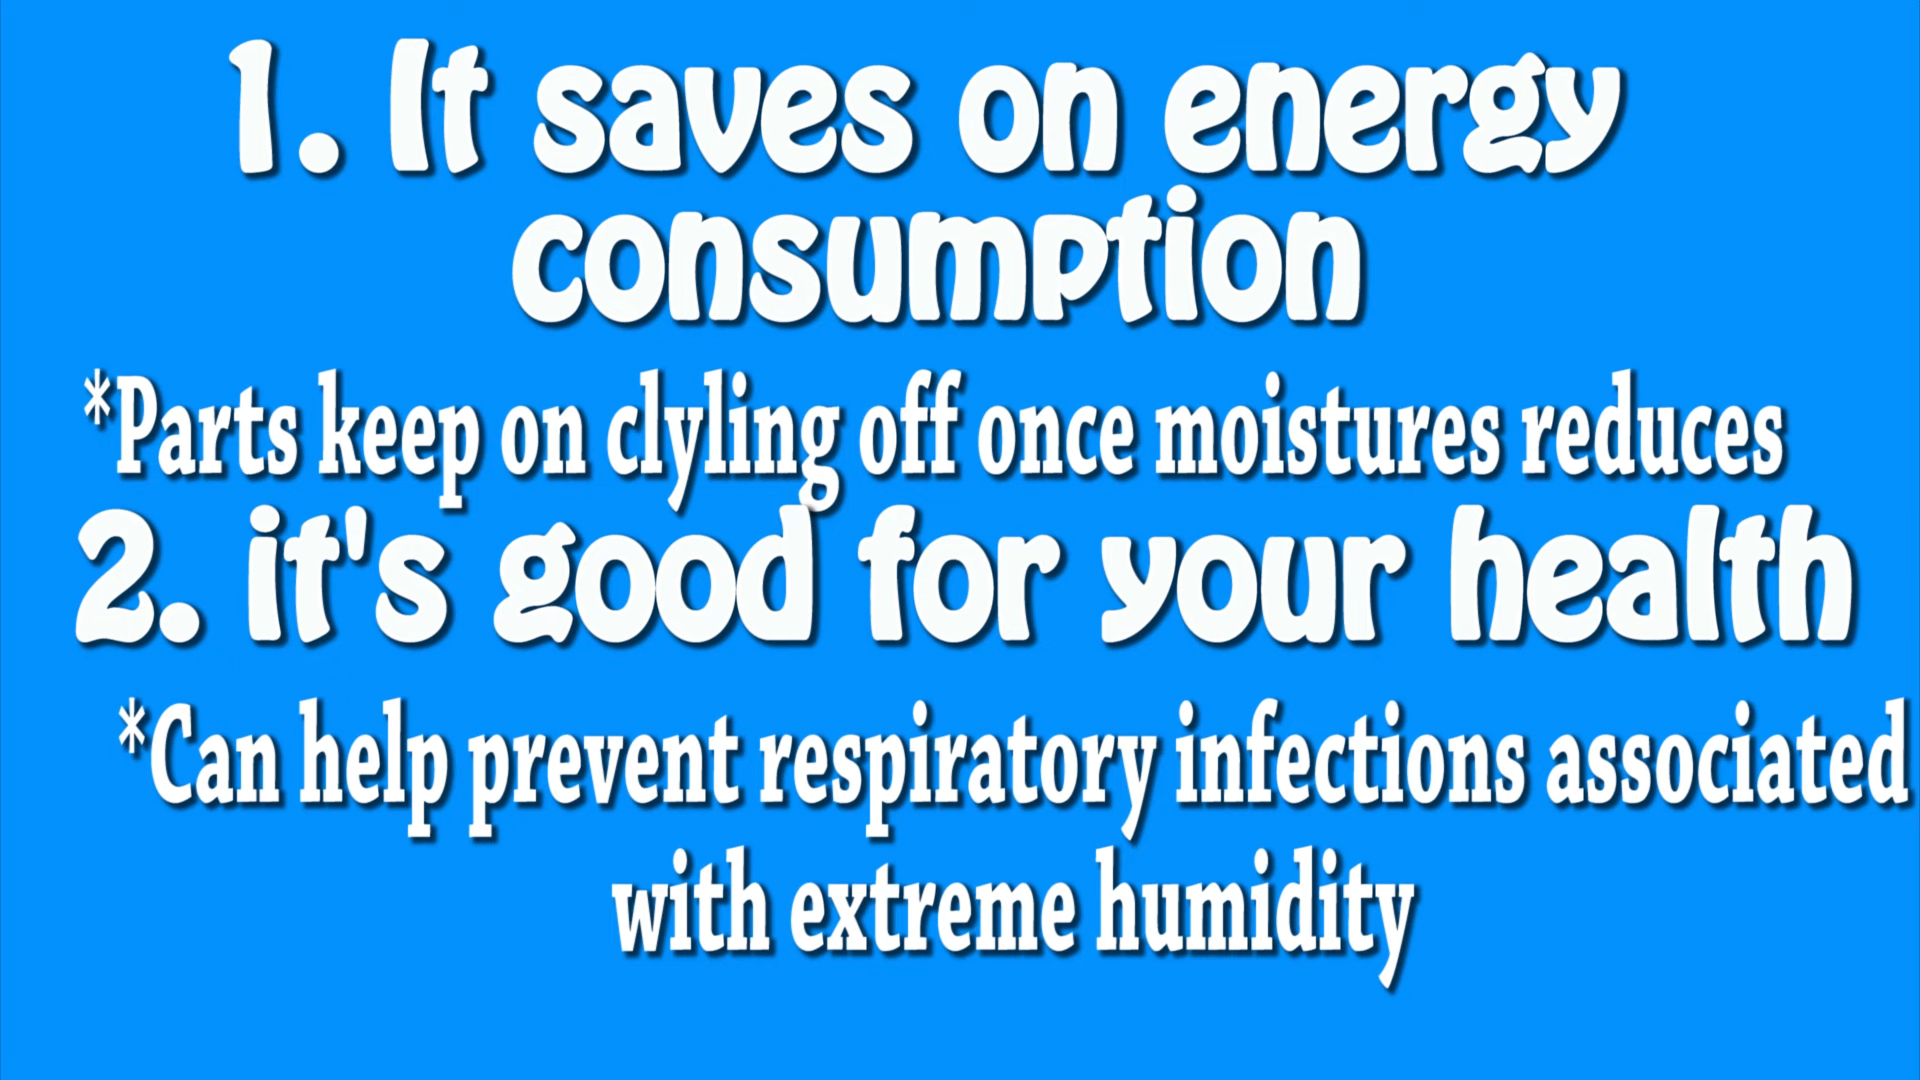 1. It saves on energy
consumption
*Parts keep on clyling off once moistures reduces
2. it's good for your health
*Can help prevent respiratory infections associated
with extreme humidity